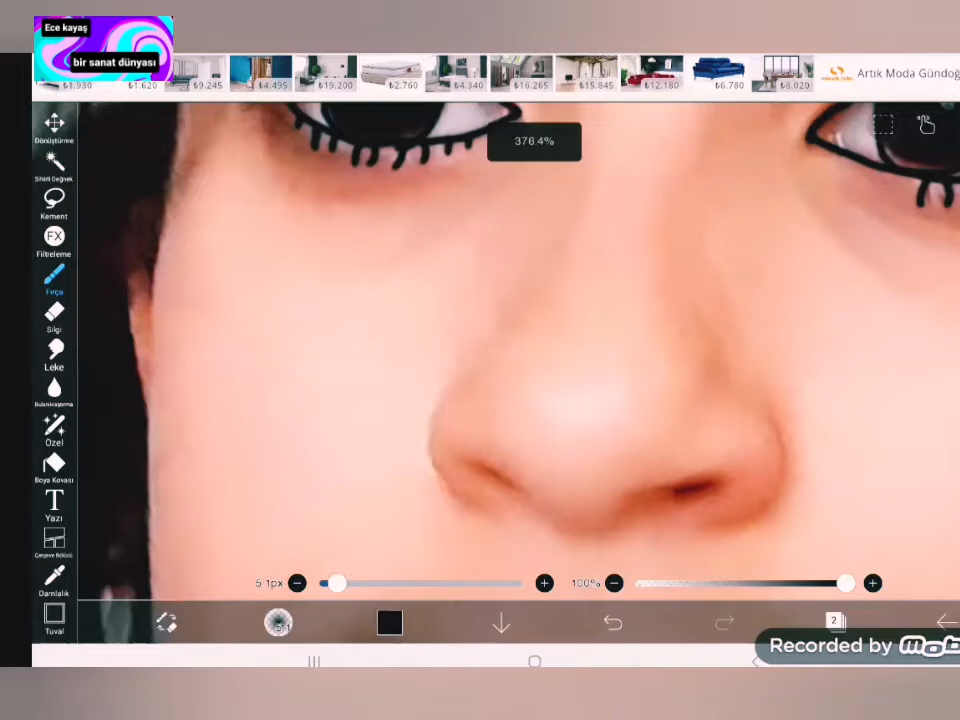 Ece kayaş
bir sanat dünyası
₺1.930
₺1.620
₺9.245
₺4.495
₺19.200
₺2.760
₺4.340
₺16.265
₺15.845
₺12.180
₺6.780
₺8.020
Artık Moda Gündoğ
376.4%
Dönüştürme
Sihirli Değnek
Kement
FX
Filtreleme
Fırça
Silgi
Leke
Bulanıklaştırma
Özel
Boya Kovası
T
Yazı
Çerçeve Bölücü
Damlalık
Tuval
5.1px
100%
5.1
2
Recorded by mob